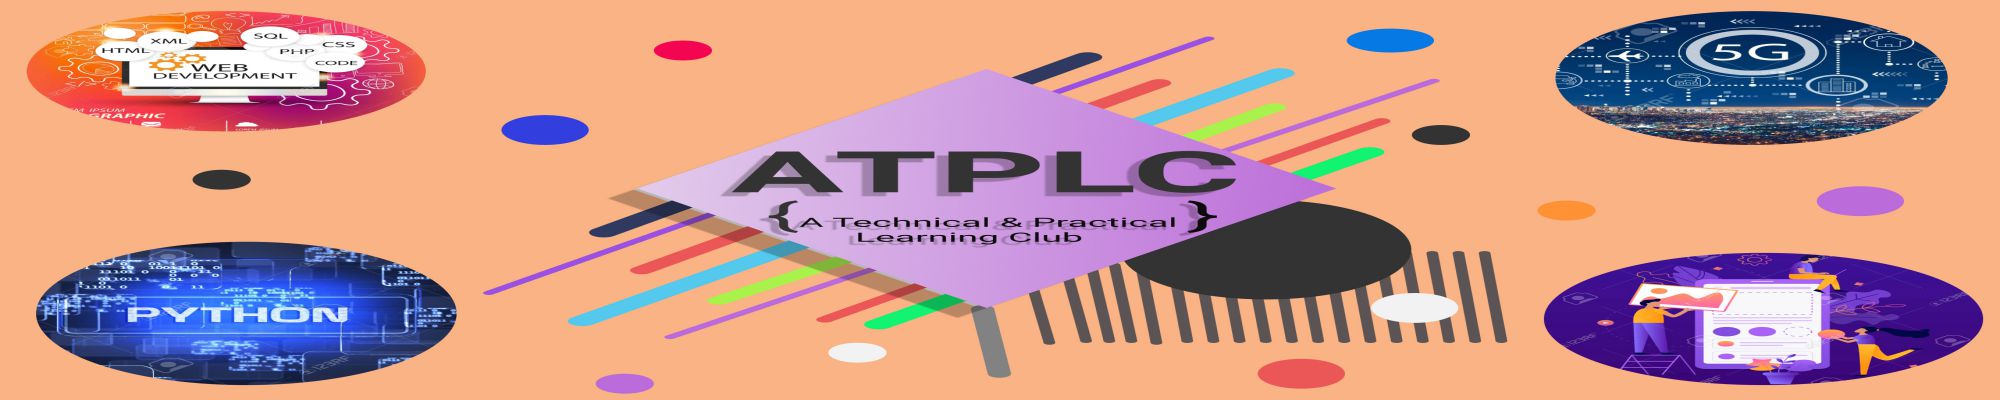 XML
SQL
HTML
CSS
PHP
CODE
WEB
DEVELOPMENT
IPSUM
GRAPHIC
5G
ATPLC
{A Technical & Practical}
Learning Club
PYTHON